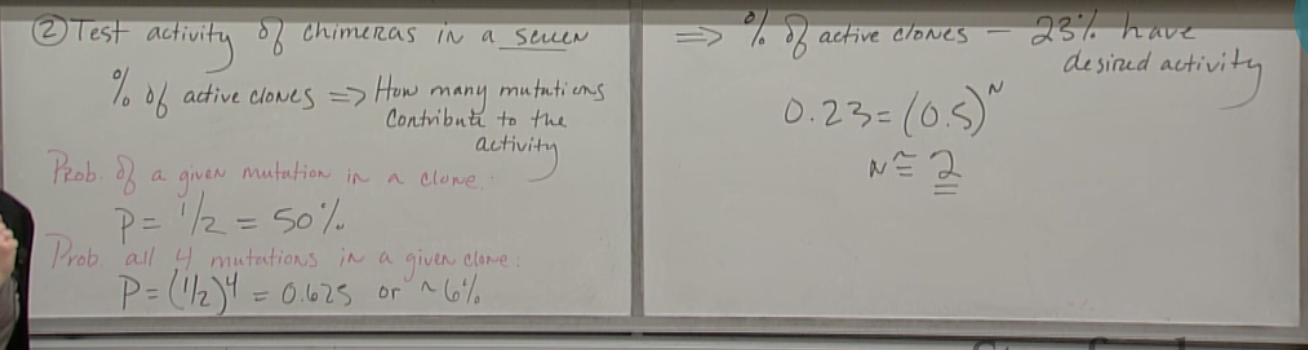 ② Test activity of chimeras in a screen
% of active clones => How many mutations
contribute to the
activity
Prob. of a given mutation in a clone:
P = 1/2 = 50%
Prob. all 4 mutations in a given clone:
P = (1/2)^4 = 0.625 or ~6%
=> % of active clones – 23% have
desired activity
0.23 = (0.5)^N
N ≅ 2